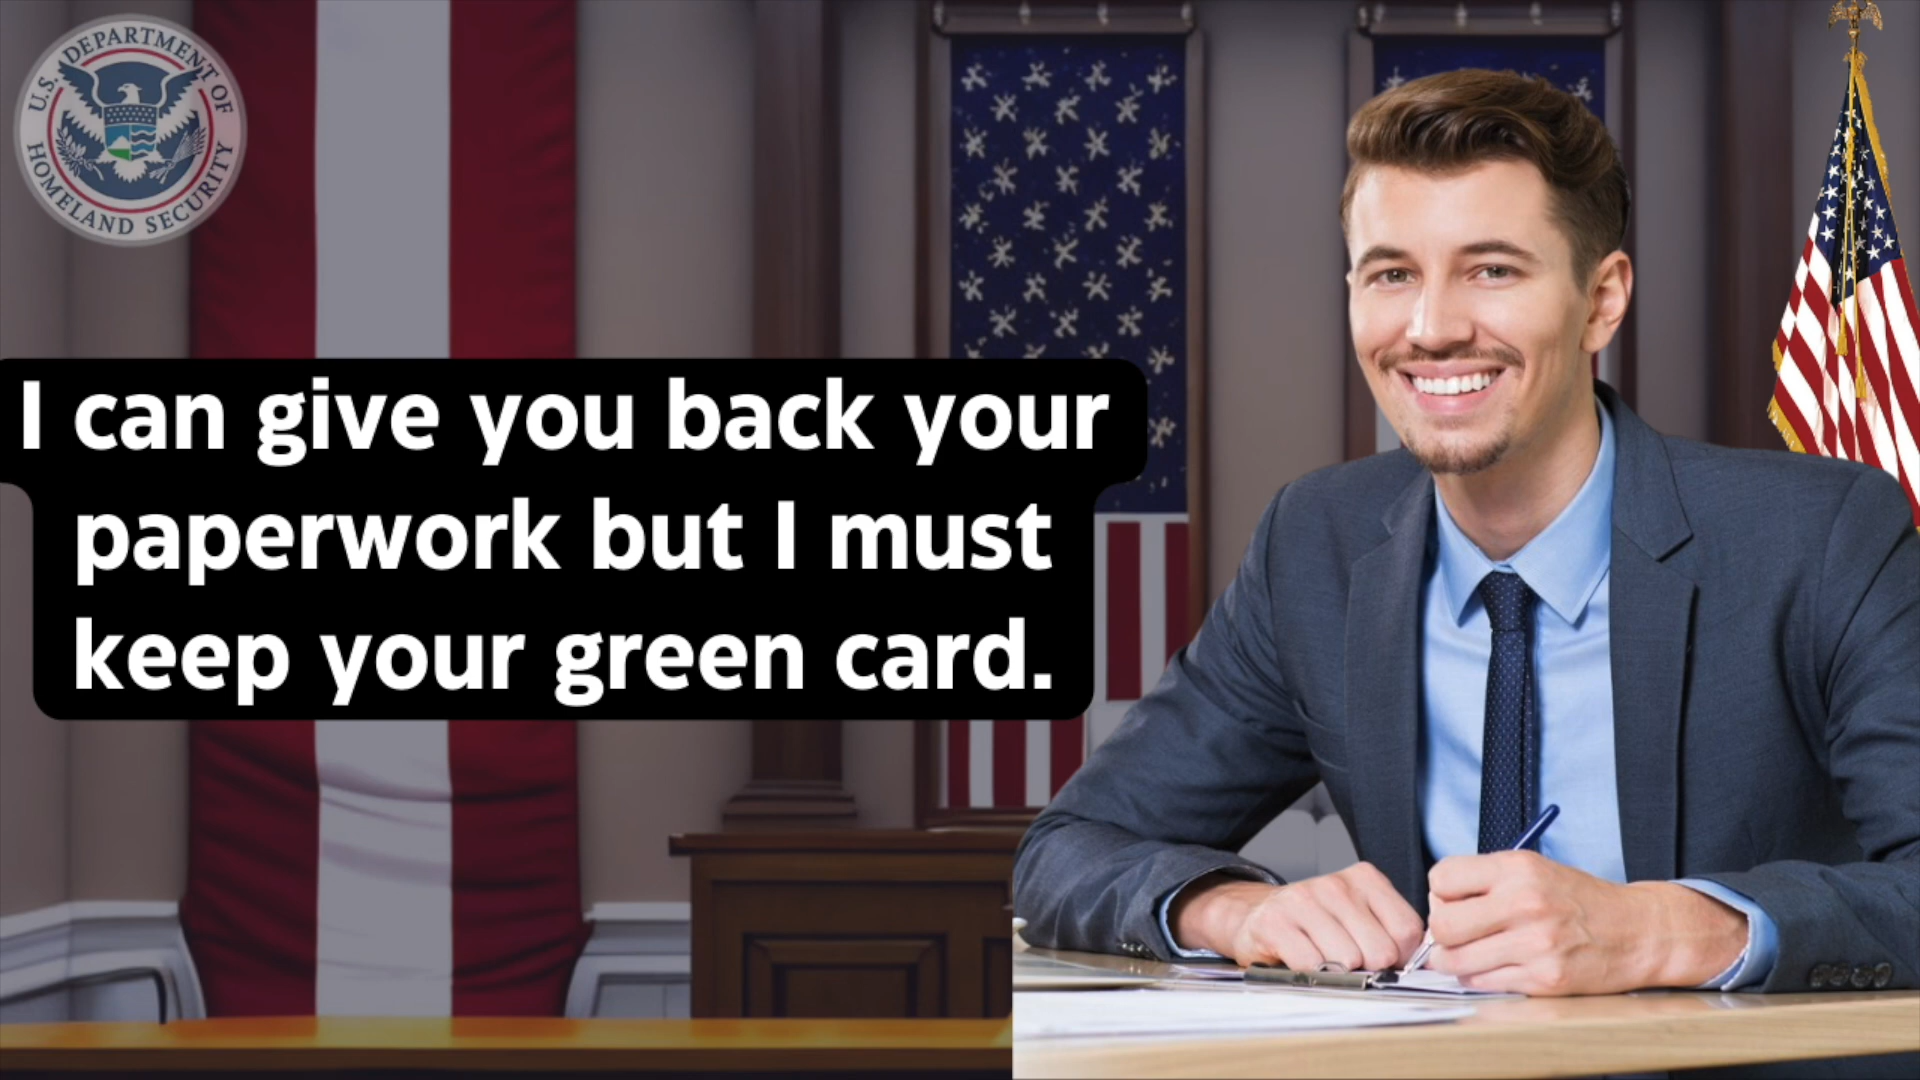 U.S. DEPARTMENT OF
HOMELAND SECURITY
I can give you back your
paperwork but I must
keep your green card.